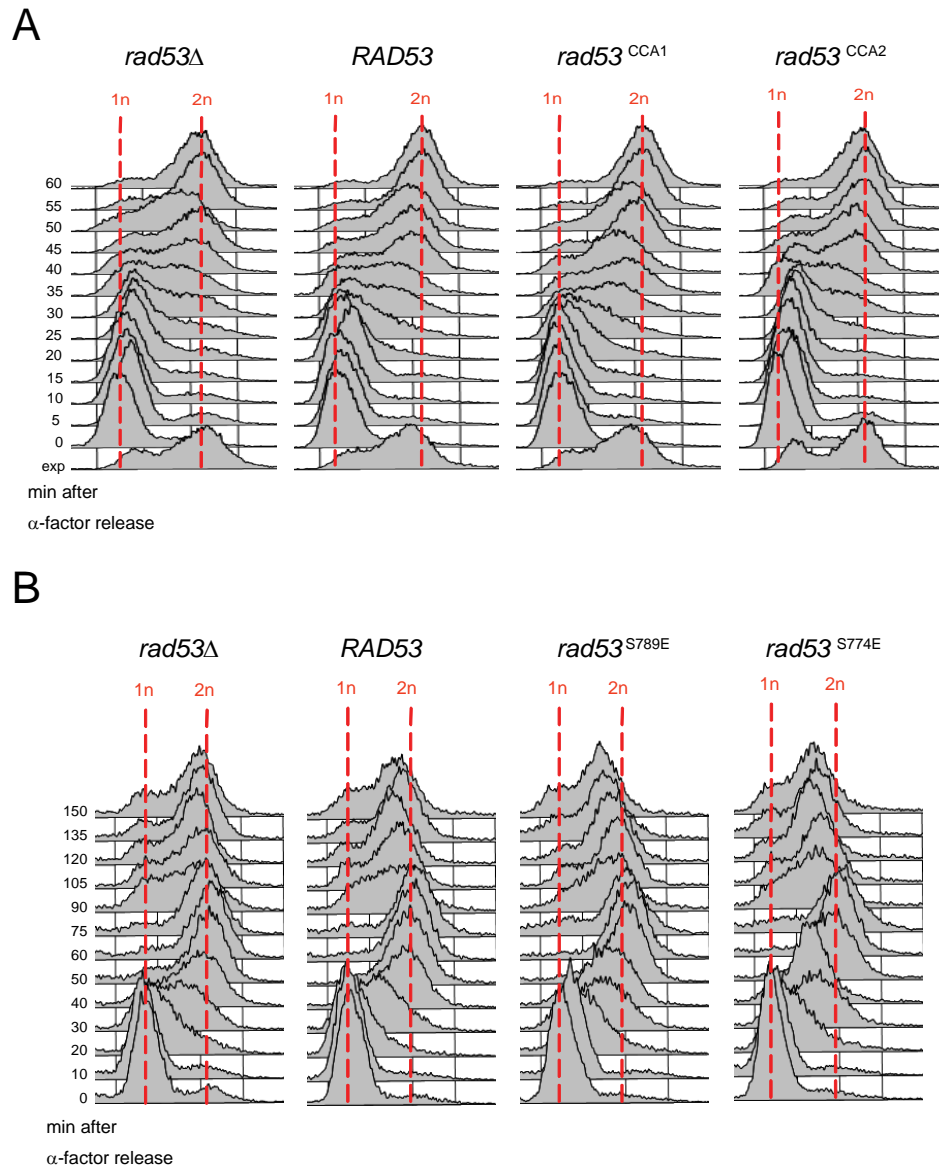 A
rad53Δ RAD53 rad53 CCA1 rad53 CCA2
1n 2n 1n 2n 1n 2n 1n 2n
60
55
50
45
40
35
30
25
20
15
10
5
0
exp
min after
α-factor release
B
rad53Δ RAD53 rad53 S789E rad53 S774E
1n 2n 1n 2n 1n 2n 1n 2n
150
135
120
105
90
75
60
50
40
30
20
10
0
min after
α-factor release